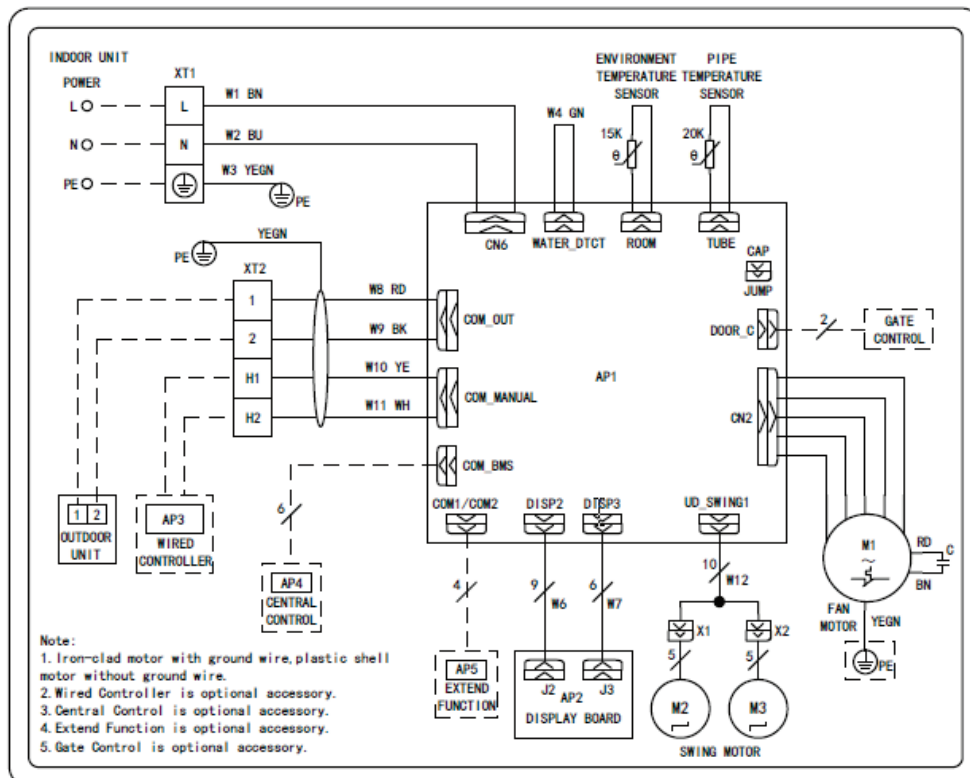 INDOOR UNIT
POWER
XT1
L
L
W1 BN
N
N
W2 BU
PE
W3 YEGN
PE
ENVIRONMENT
TEMPERATURE
SENSOR
PIPE
TEMPERATURE
SENSOR
W4 GN
15K
θ
20K
θ
CN6
WATER_DTCT
ROOM
TUBE
CAP
JUMP
YEGN
PE
XT2
1
W8 RD
COM_OUT
2
W9 BK
H1
W10 YE
COM_MANUAL
H2
W11 WH
COM_BMS
AP1
DOOR_C
2
GATE
CONTROL
CN2
COM1/COM2
DISP2
DISP3
UD_SWING1
1 2
OUTDOOR
UNIT
AP3
WIRED
CONTROLLER
6
AP4
CENTRAL
CONTROL
4
AP5
EXTEND
FUNCTION
9
W6
6
W7
J2
J3
AP2
DISPLAY BOARD
10
W12
X1
X2
5
5
M2
M3
SWING MOTOR
M1
~
RD
C
BN
FAN
MOTOR
YEGN
PE
Note:
1. Iron-clad motor with ground wire, plastic shell
motor without ground wire.
2. Wired Controller is optional accessory.
3. Central Control is optional accessory.
4. Extend Function is optional accessory.
5. Gate Control is optional accessory.